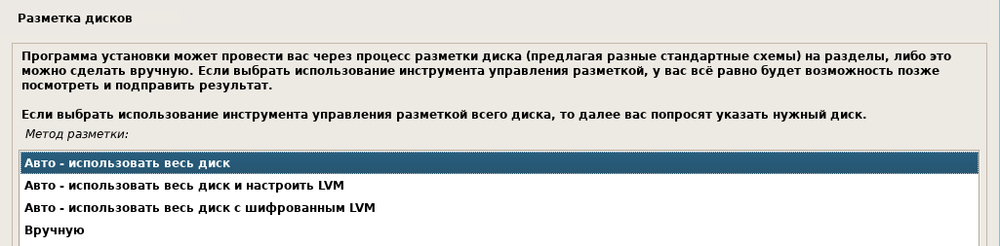 Разметка дисков
Программа установки может провести вас через процесс разметки диска (предлагая разные стандартные схемы) на разделы, либо это
можно сделать вручную. Если выбрать использование инструмента управления разметкой, у вас всё равно будет возможность позже
посмотреть и подправить результат.
Если выбрать использование инструмента управления разметкой всего диска, то далее вас попросят указать нужный диск.
Метод разметки:
Авто - использовать весь диск
Авто - использовать весь диск и настроить LVM
Авто - использовать весь диск с шифрованным LVM
Вручную